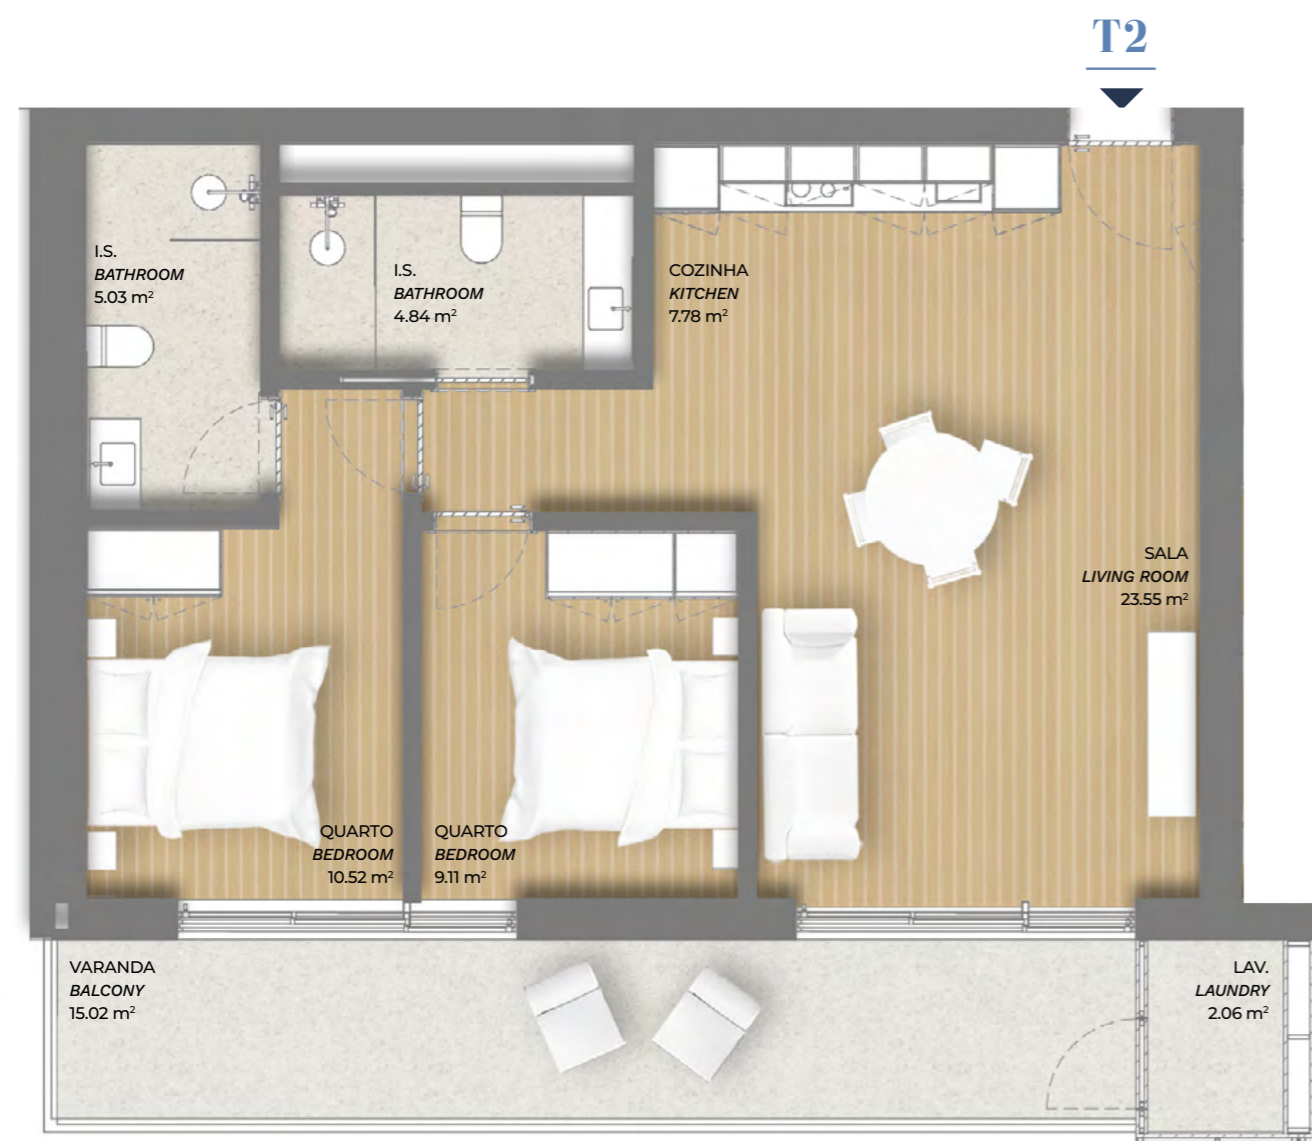 T2
I.S.
BATHROOM
5.03 m²
I.S.
BATHROOM
4.84 m²
COZINHA
KITCHEN
7.78 m²
SALA
LIVING ROOM
23.55 m²
QUARTO
BEDROOM
10.52 m²
QUARTO
BEDROOM
9.11 m²
VARANDA
BALCONY
15.02 m²
LAV.
LAUNDRY
2.06 m²